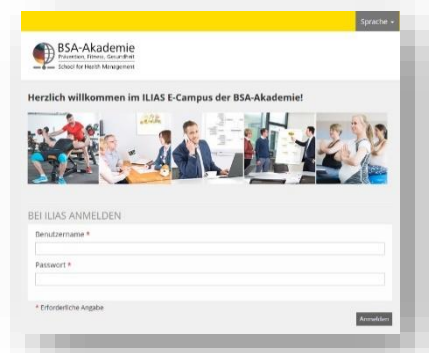 Sprache
BSA-Akademie
Prävention, Fitness, Gesundheit
School for Health Management
Herzlich willkommen im ILIAS E-Campus der BSA-Akademie!
BEI ILIAS ANMELDEN
Benutzername *
Passwort *
* Erforderliche Angabe
Anmelden